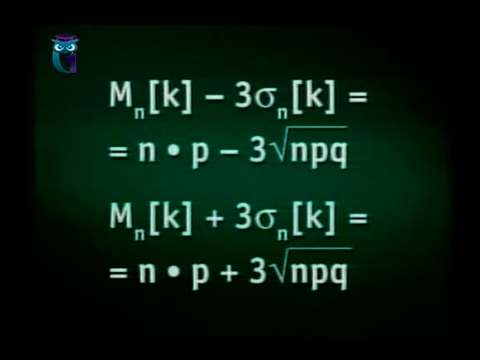 Mₙ[k] − 3σₙ[k] =
= n • p − 3√npq
Mₙ[k] + 3σₙ[k] =
= n • p + 3√npq